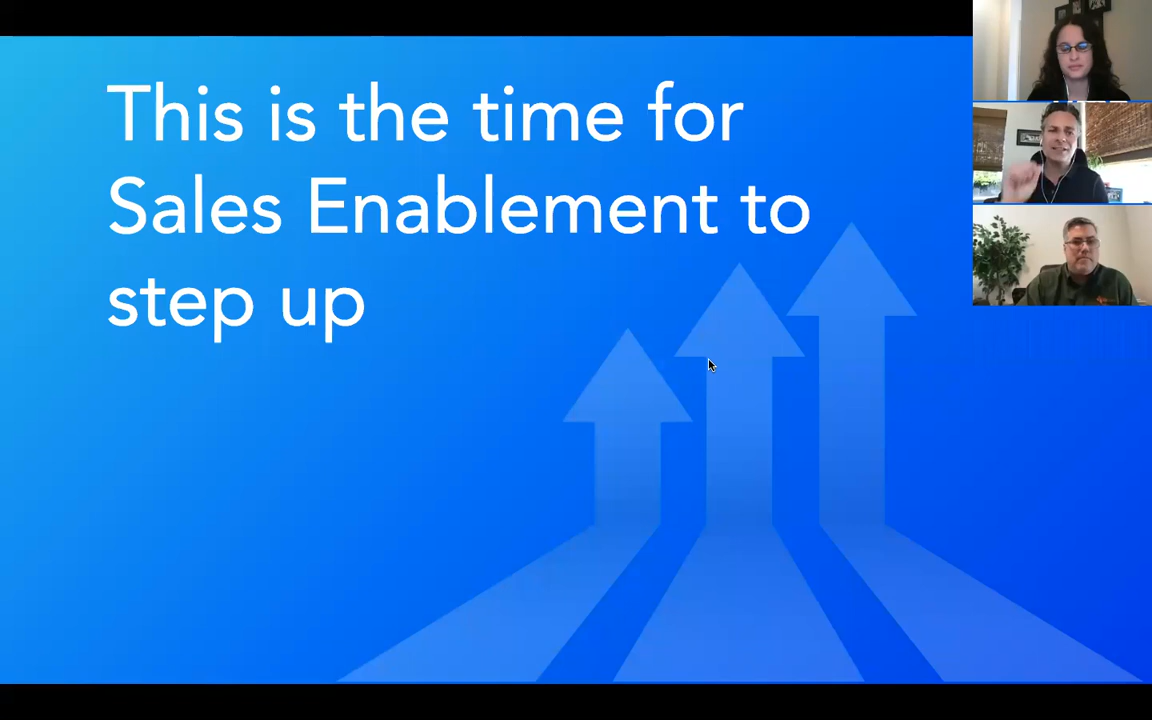 This is the time for
Sales Enablement to
step up